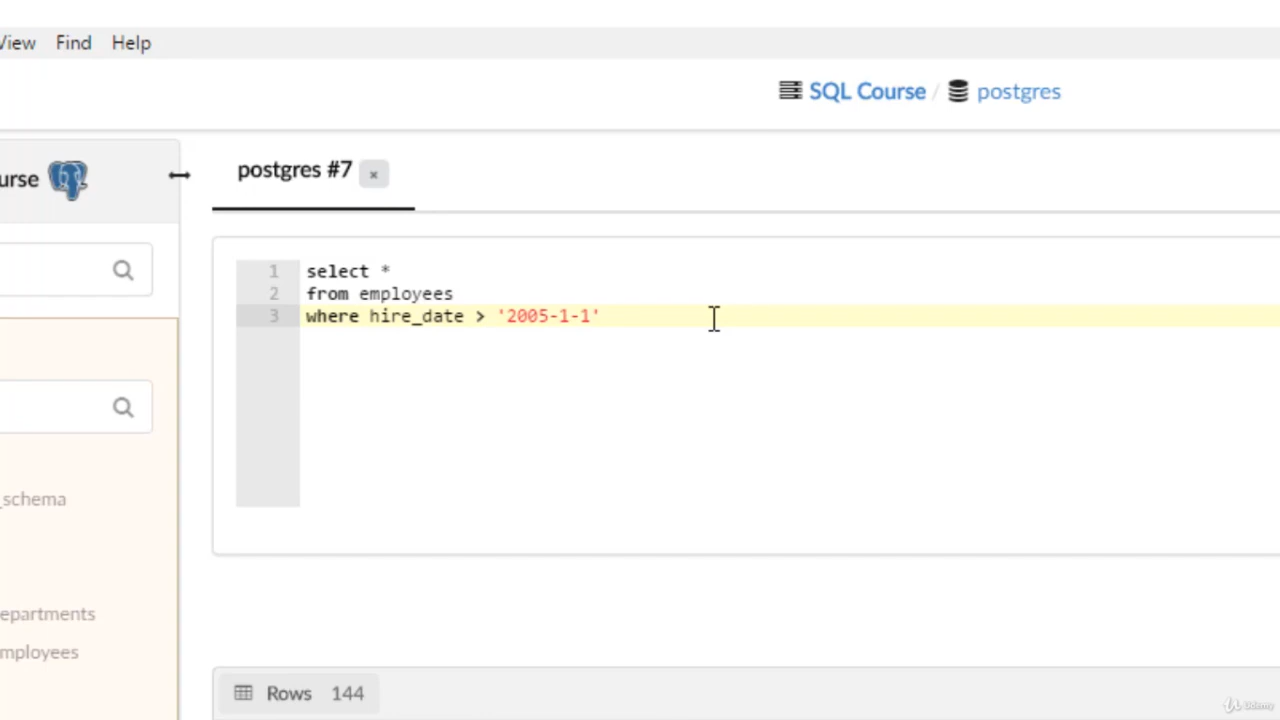 View Find Help
SQL Course / postgres
urse
postgres #7 ×
1 select *
2 from employees
3 where hire_date > '2005-1-1'
_schema
epartments
mployees
Rows 144
Udemy